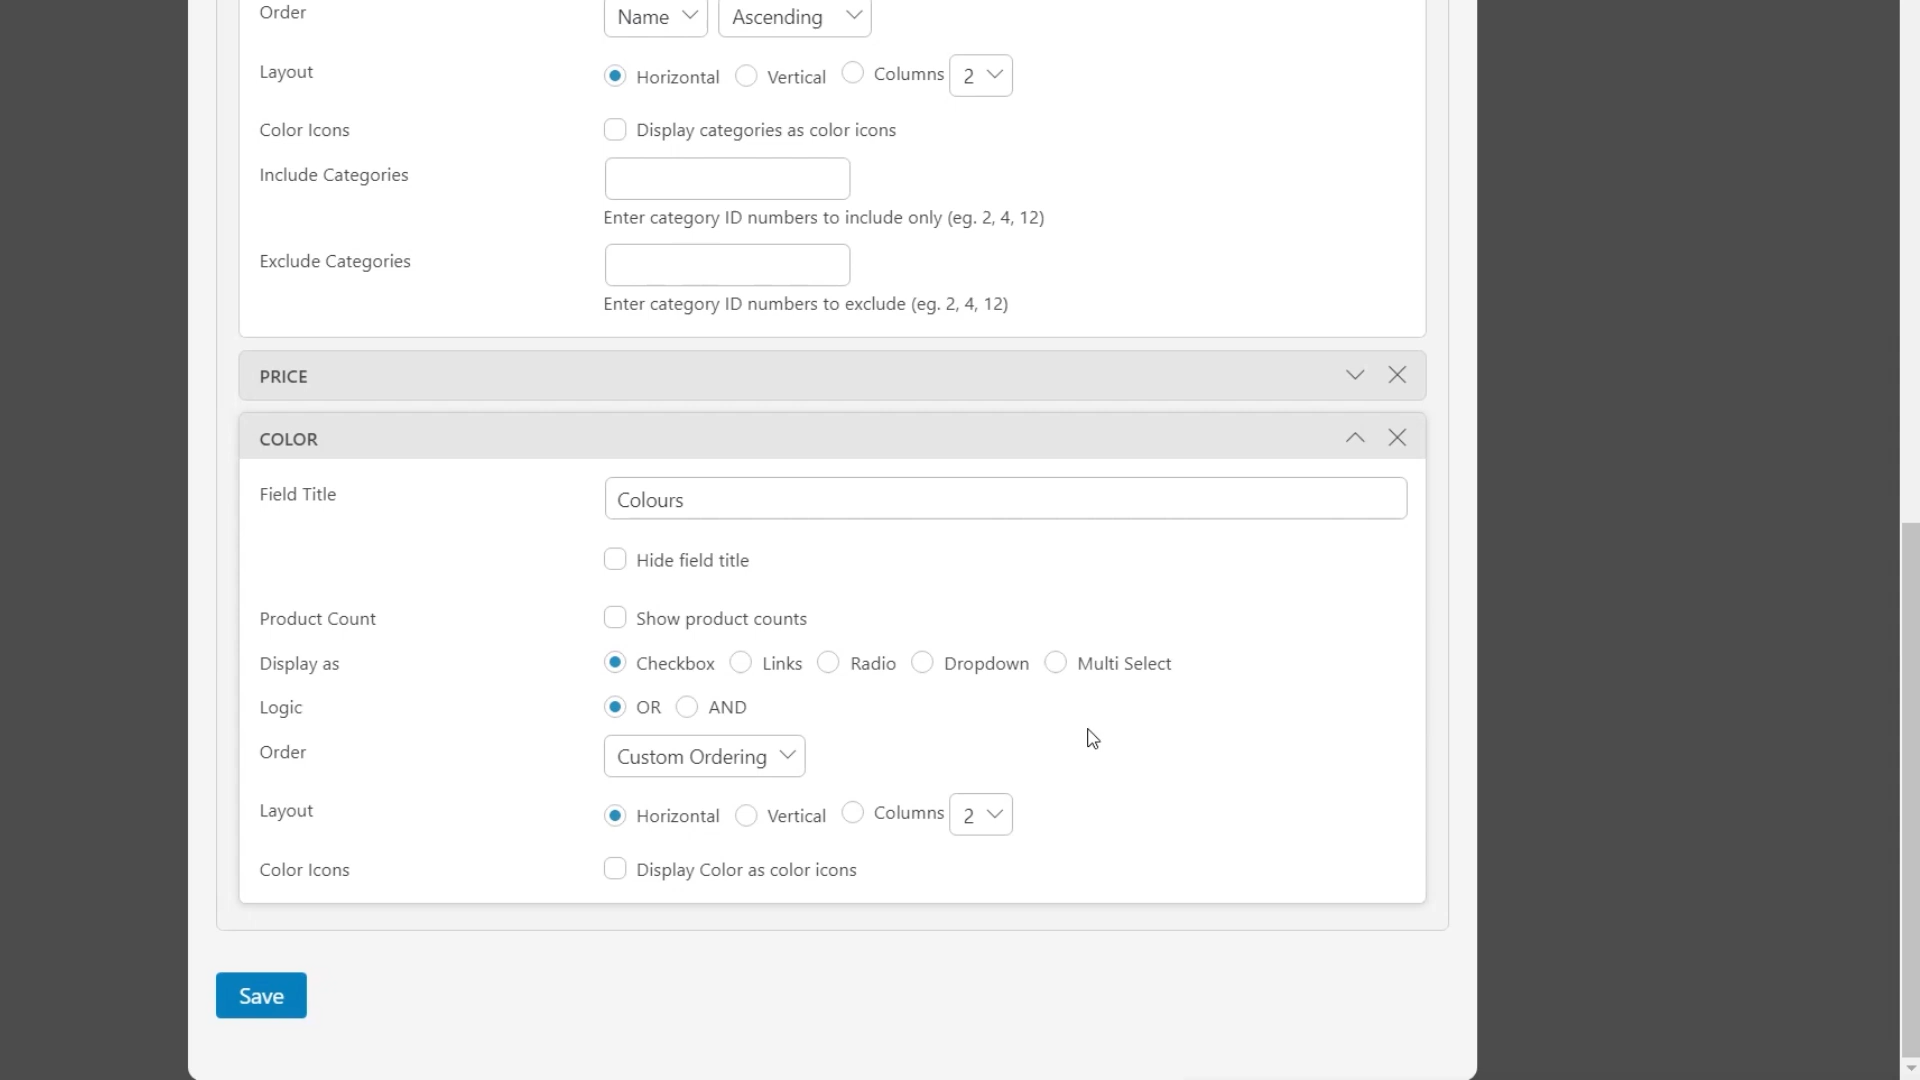 Order Name Ascending
Layout Horizontal Vertical Columns 2
Color Icons Display categories as color icons
Include Categories
Enter category ID numbers to include only (eg. 2, 4, 12)
Exclude Categories
Enter category ID numbers to exclude (eg. 2, 4, 12)
PRICE
COLOR
Field Title Colours
Hide field title
Product Count Show product counts
Display as Checkbox Links Radio Dropdown Multi Select
Logic OR AND
Order Custom Ordering
Layout Horizontal Vertical Columns 2
Color Icons Display Color as color icons
Save